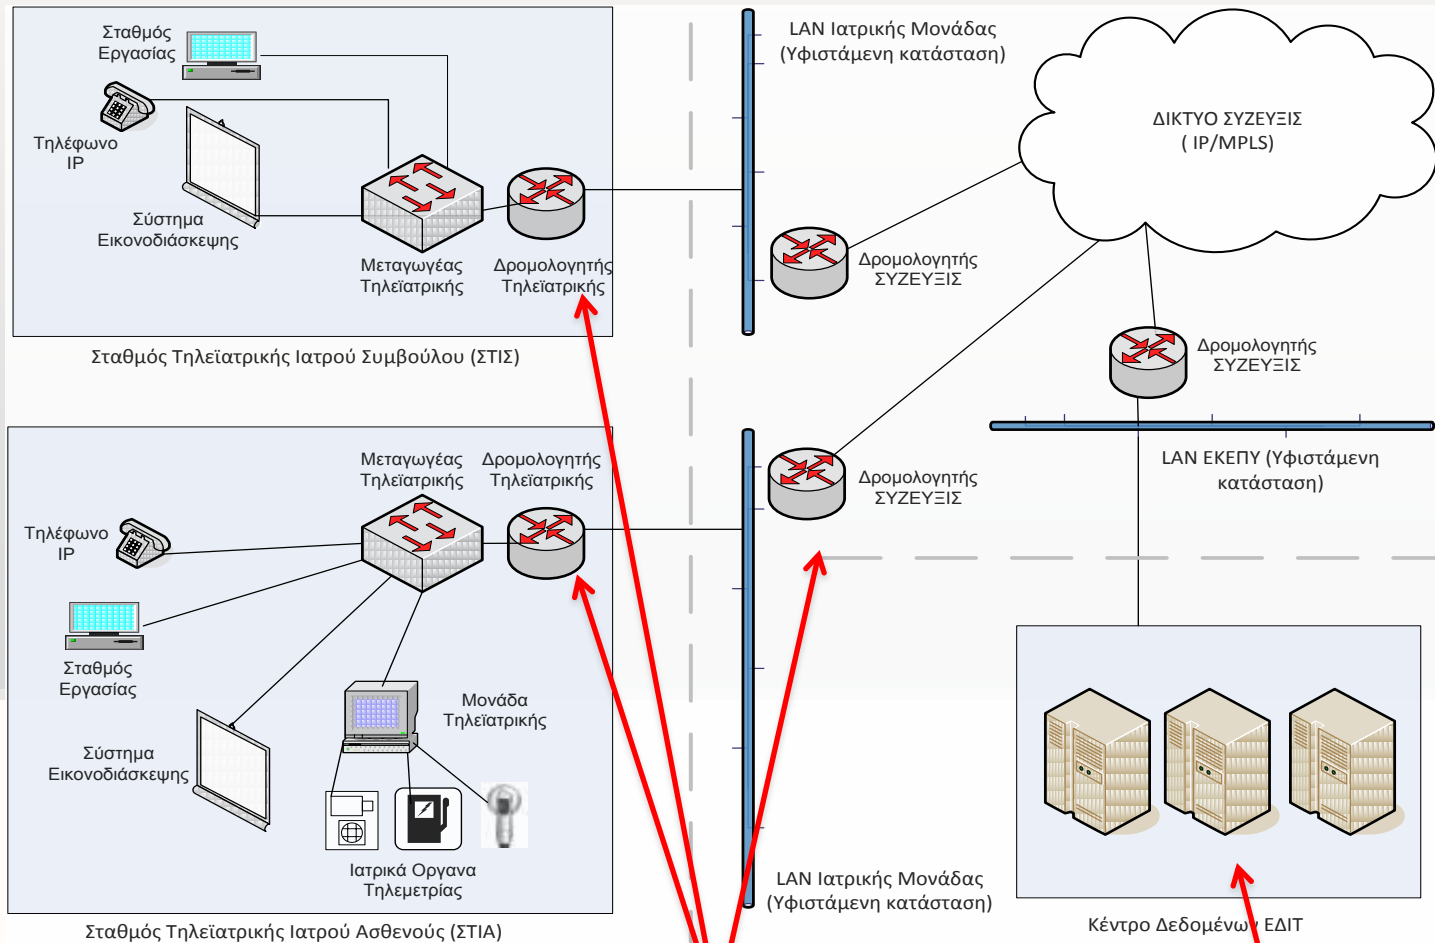 Σταθμός
Εργασίας
Τηλέφωνο
IP
Σύστημα
Εικονοδιάσκεψης
Μεταγωγέας
Τηλεϊατρικής
Δρομολογητής
Τηλεϊατρικής
Σταθμός Τηλεϊατρικής Ιατρού Συμβούλου (ΣΤΙΣ)
LAN Ιατρικής Μονάδας
(Υφιστάμενη κατάσταση)
ΔΙΚΤΥΟ ΣΥΖΕΥΞΙΣ
( IP/MPLS)
Δρομολογητής
ΣΥΖΕΥΞΙΣ
Δρομολογητής
ΣΥΖΕΥΞΙΣ
LAN ΕΚΕΠΥ (Υφιστάμενη
κατάσταση)
Μεταγωγέας
Τηλεϊατρικής
Δρομολογητής
Τηλεϊατρικής
Δρομολογητής
ΣΥΖΕΥΞΙΣ
Τηλέφωνο
IP
Σταθμός
Εργασίας
Σύστημα
Εικονοδιάσκεψης
Μονάδα
Τηλεϊατρικής
Ιατρικά Οργανα
Τηλεμετρίας
Σταθμός Τηλεϊατρικής Ιατρού Ασθενούς (ΣΤΙΑ)
LAN Ιατρικής Μονάδας
(Υφιστάμενη κατάσταση)
Κέντρο Δεδομένων ΕΔΙΤ